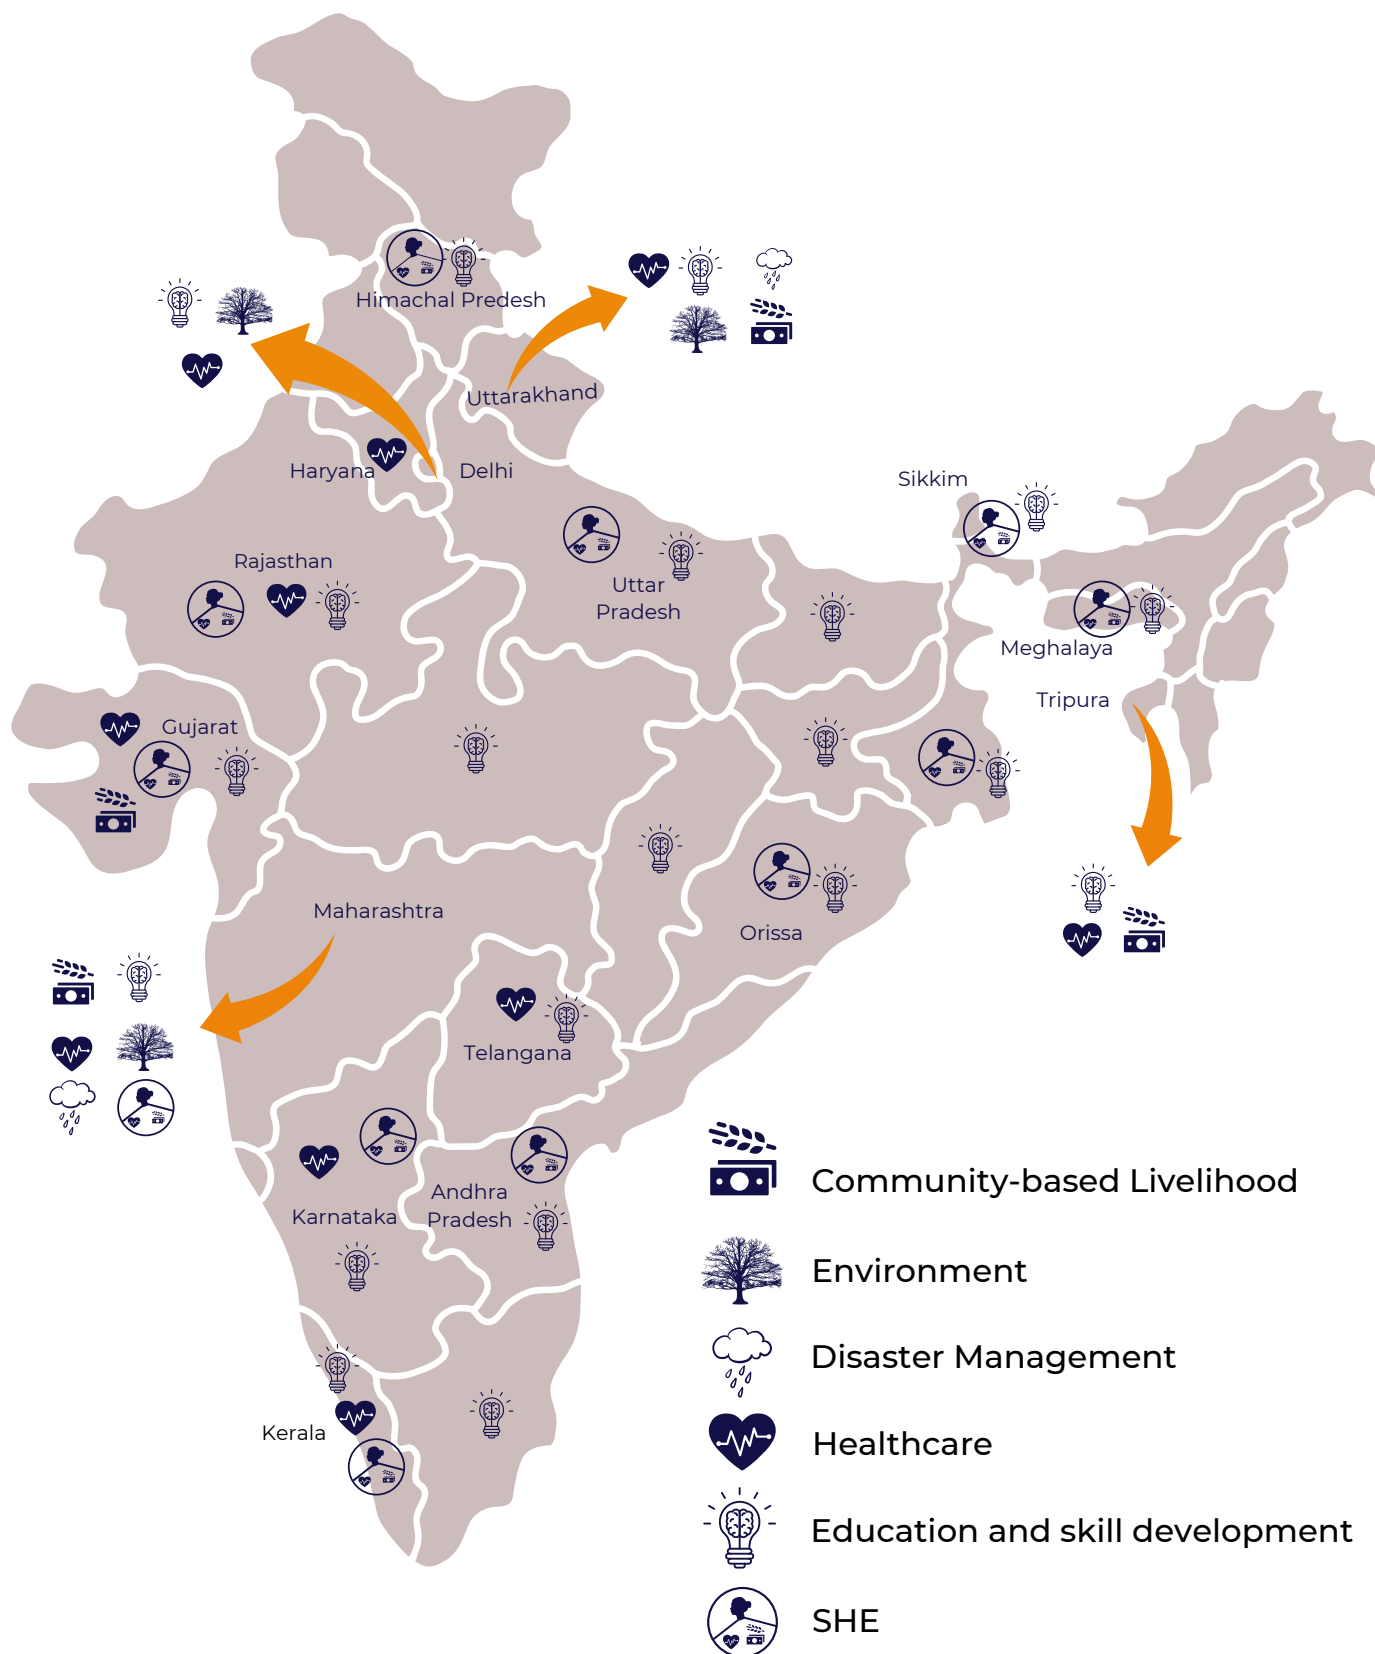 Himachal Predesh
Uttarakhand
Haryana
Delhi
Sikkim
Rajasthan
Uttar
Pradesh
Meghalaya
Tripura
Gujarat
Maharashtra
Orissa
Telangana
Andhra
Pradesh
Karnataka
Kerala
Community-based Livelihood
Environment
Disaster Management
Healthcare
Education and skill development
SHE